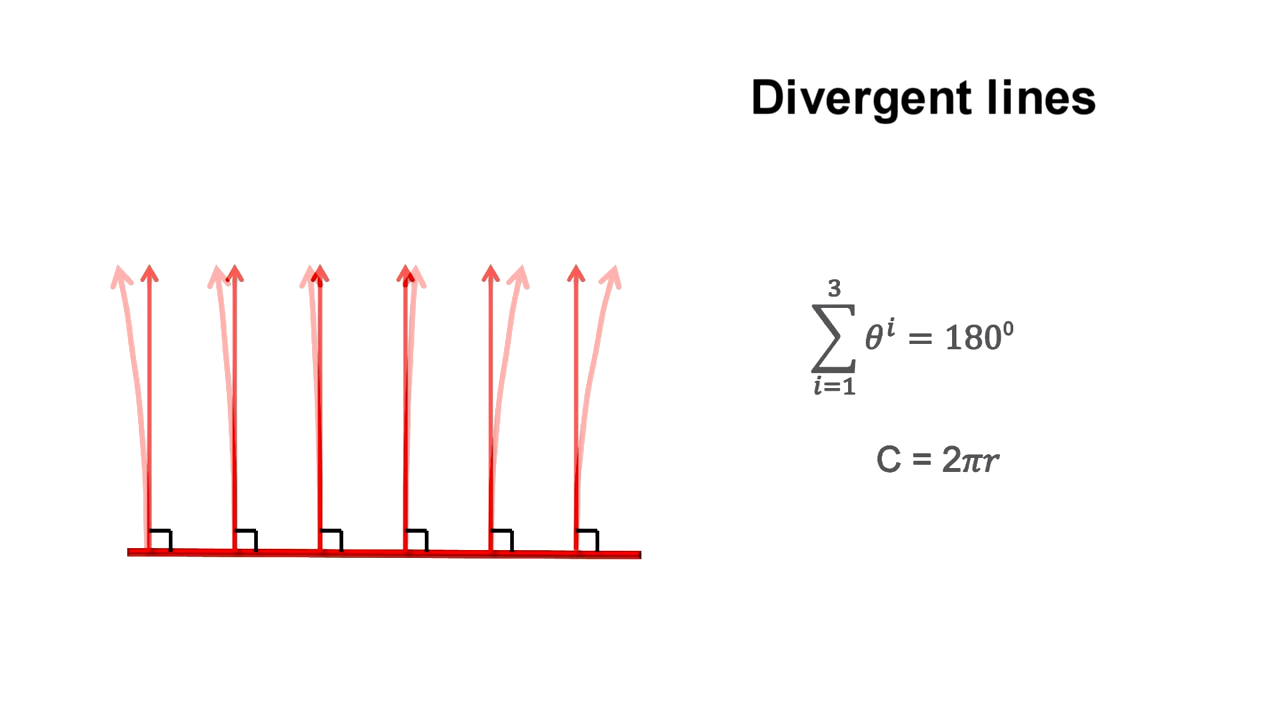 Divergent lines
3
∑ θ^i = 180⁰
i=1
C = 2πr